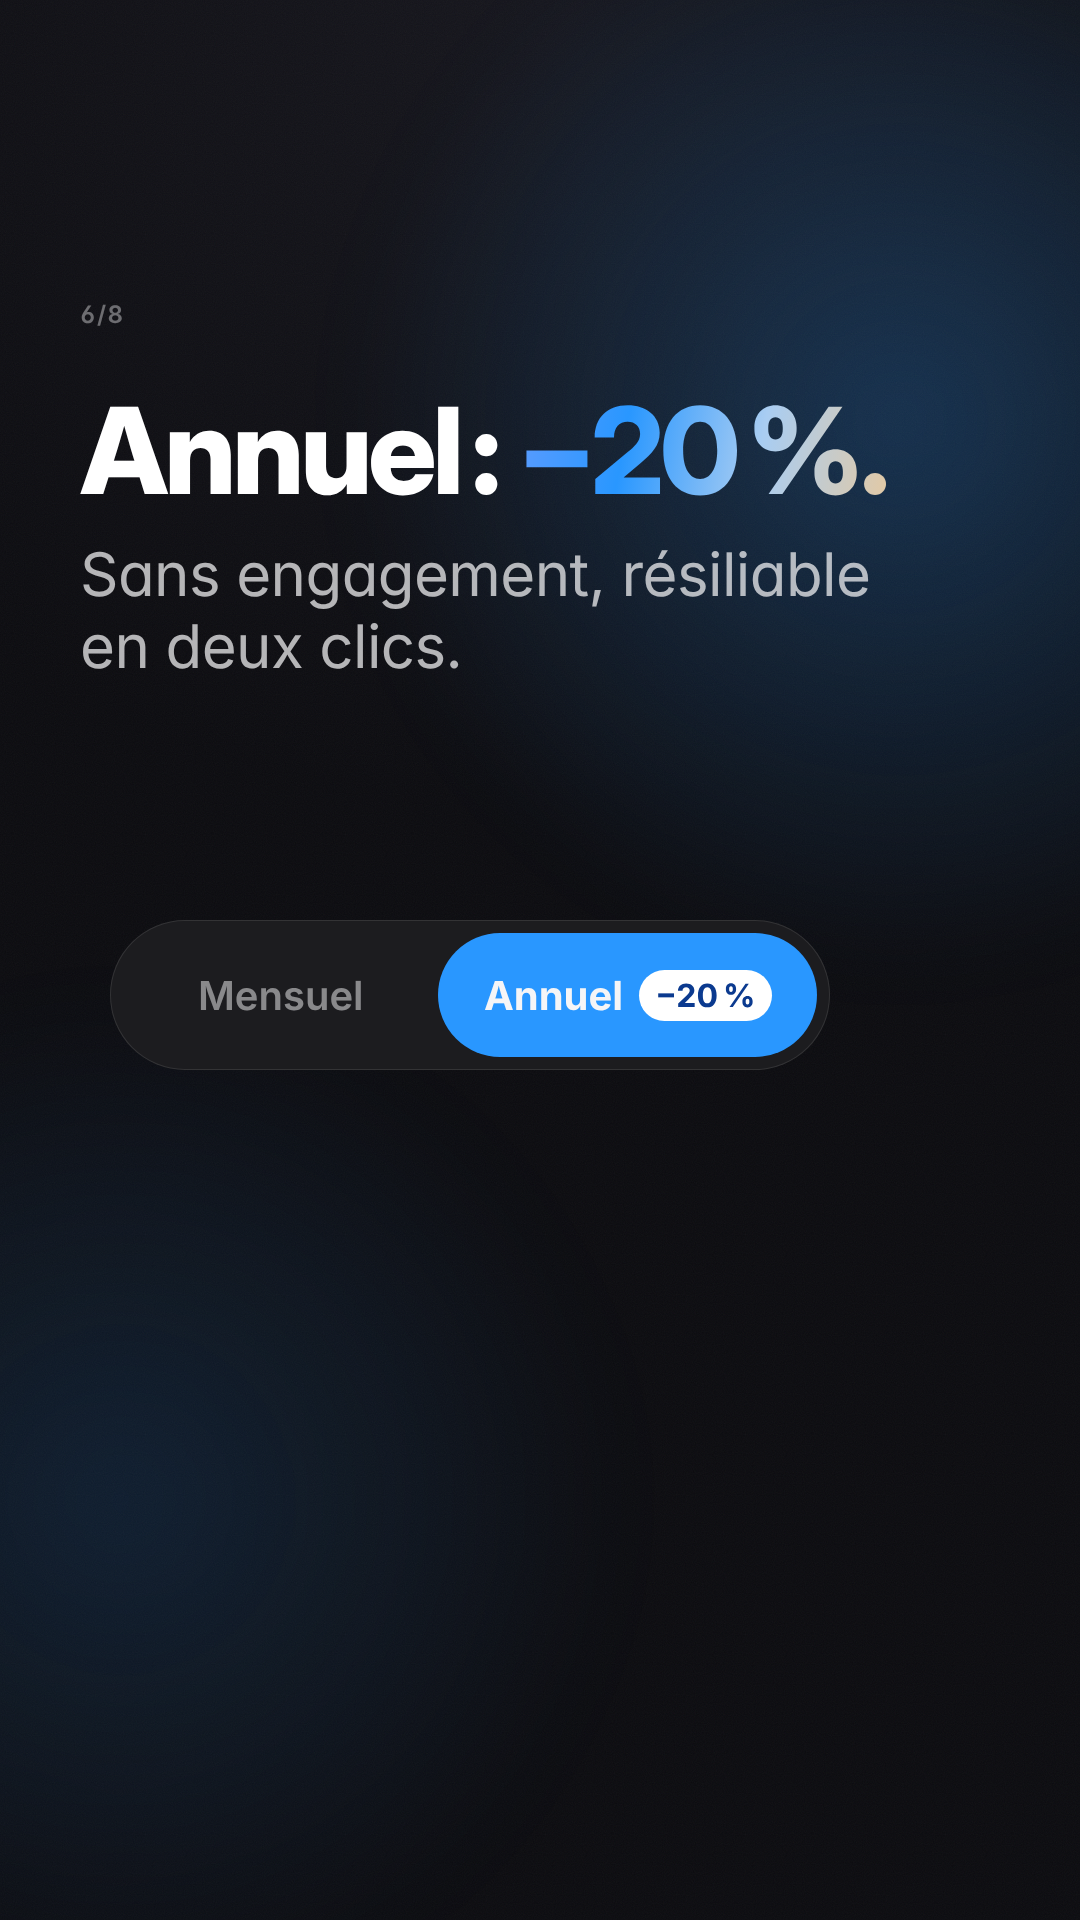 6/8
Annuel : −20 %.
Sans engagement, résiliable
en deux clics.
Mensuel
Annuel −20 %